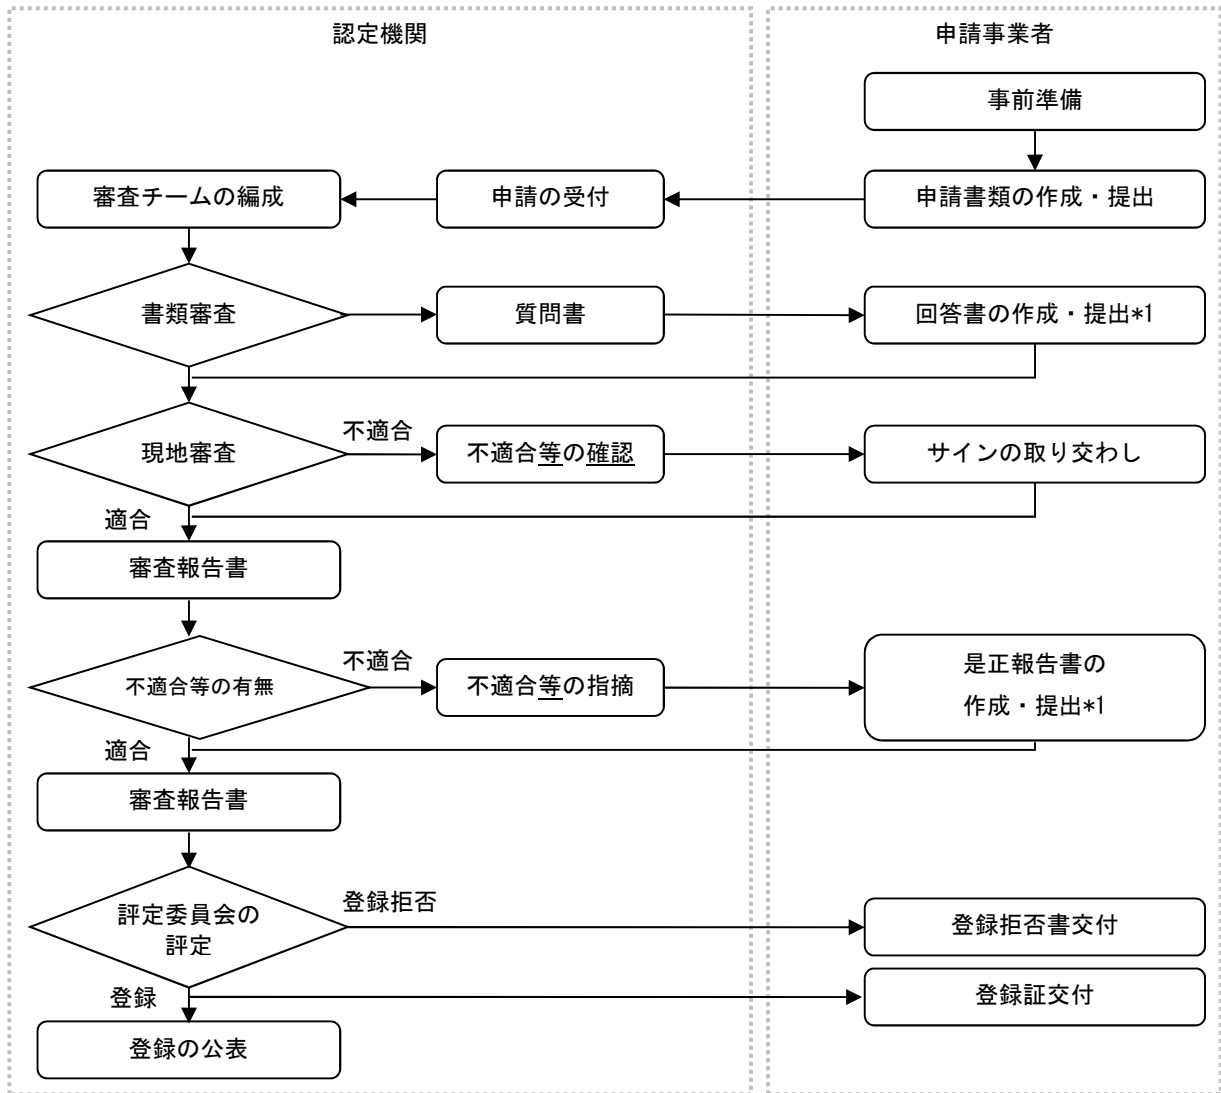 認定機関
申請事業者
事前準備
審査チームの編成
申請の受付
申請書類の作成・提出
書類審査
質問書
回答書の作成・提出*1
現地審査
不適合
不適合等の確認
サインの取り交わし
適合
審査報告書
不適合等の有無
不適合
不適合等の指摘
是正報告書の
作成・提出*1
適合
審査報告書
評定委員会の
評定
登録拒否
登録拒否書交付
登録
登録証交付
登録の公表